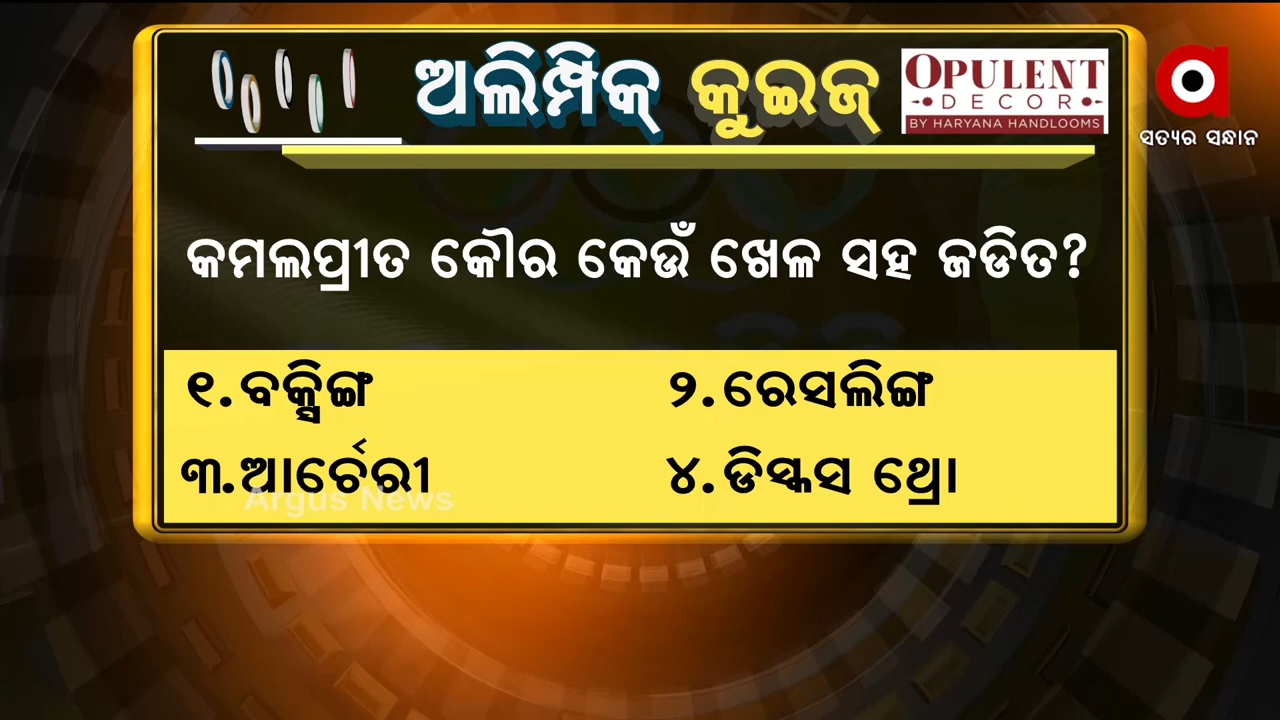 ଅଲିମ୍ପିକ୍ କୁଇଜ୍
OPULENT
DECOR
BY HARYANA HANDLOOMS
a
ସତ୍ୟର ସନ୍ଧାନ
କମଲପ୍ରୀତ କୌର କେଉଁ ଖେଳ ସହ ଜଡିତ?
୧.ବକ୍ସିଙ୍ଗ
୨.ରେସଲିଙ୍ଗ
୩.ଆର୍ଚେରୀ
୪.ଡିସ୍କସ ଥ୍ରୋ
Argus News